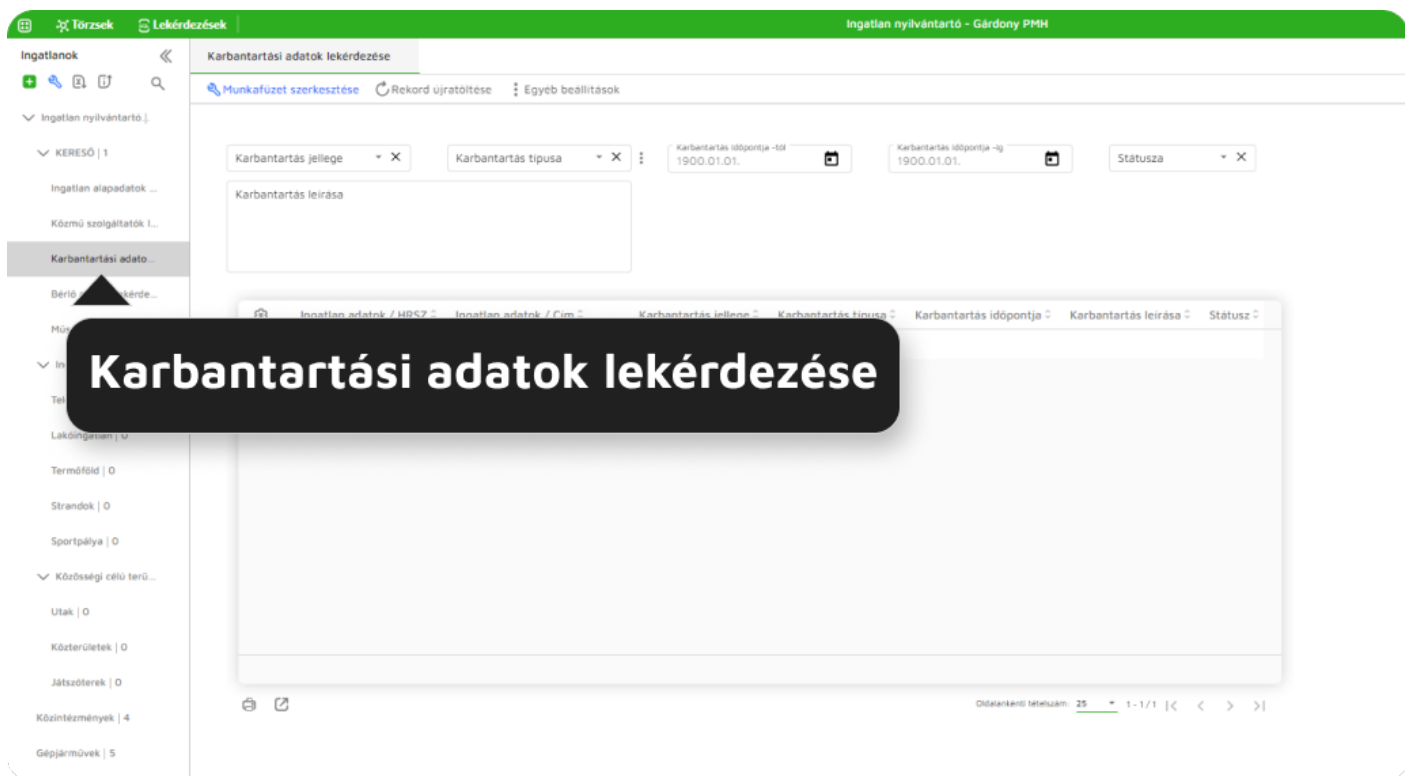 Törzsek Lekérdezések Ingatlan nyilvántartó - Gárdony PMH
Ingatlanok
Karbantartási adatok lekérdezése
Munkafüzet szerkesztése Rekord újratöltése Egyéb beállítások
Ingatlan nyilvántartó
KERESŐ | 1
Ingatlan alapadatok ...
Közmű szolgáltatók l...
Karbantartási adato...
Bérlő
kérde...
Karbantartás jellege
Karbantartás típusa
Karbantartás időpontja -tól
1900.01.01.
Karbantartás időpontja -ig
1900.01.01.
Státusza
Karbantartás leírása
Ingatlan adatok / HRSZ Ingatlan adatok / Cím Karbantartás jellege Karbantartás típusa Karbantartás időpontja Karbantartás leírása Státusz
Karbantartási adatok lekérdezése
Lakóingatlan | 0
Termőföld | 0
Strandok | 0
Sportpálya | 0
Közösségi célú terü...
Utak | 0
Közterületek | 0
Játszóterek | 0
Közintézmények | 4
Gépjárművek | 5
Oldalankénti tételszám: 25 1 - 1 / 1